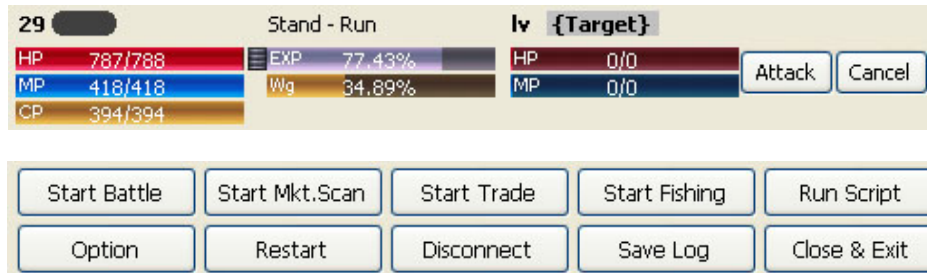 29 Stand - Run lv {Target}
HP 787/788 EXP 77.43% HP 0/0
MP 418/418 Wg 34.89% MP 0/0 Attack Cancel
CP 394/394
Start Battle Start Mkt.Scan Start Trade Start Fishing Run Script
Option Restart Disconnect Save Log Close & Exit